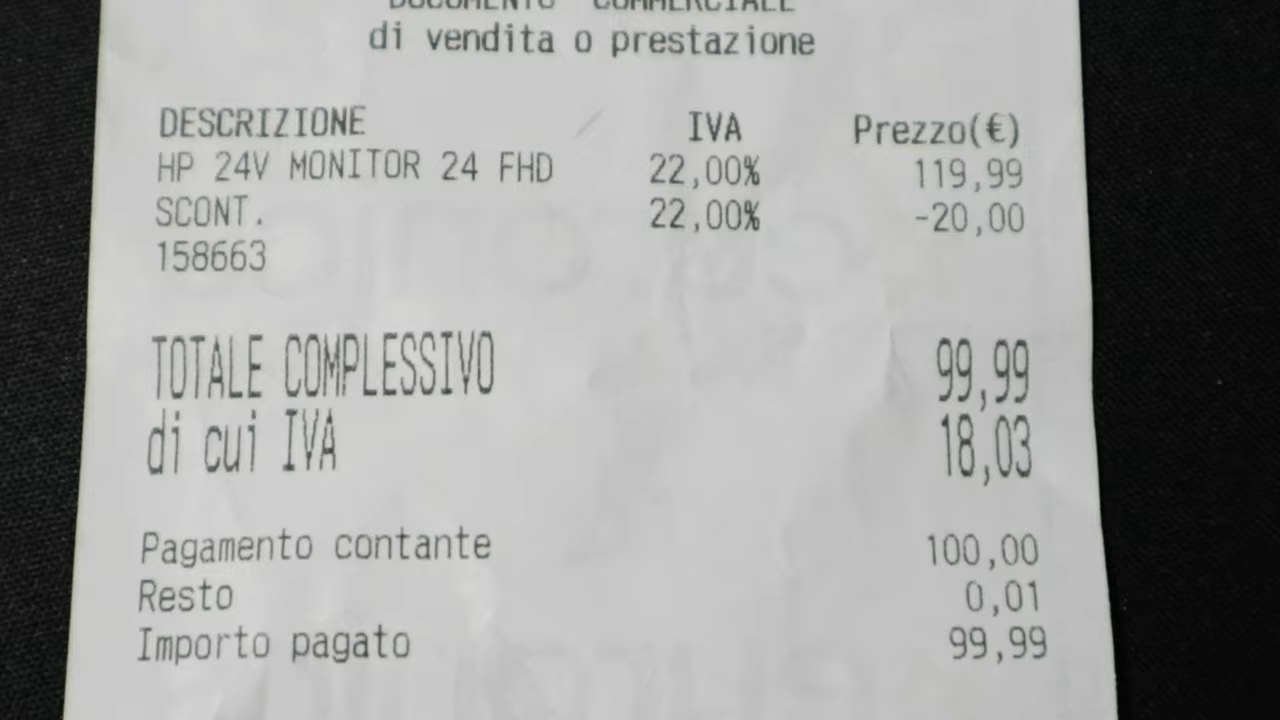 DOCUMENTO COMMERCIALE
di vendita o prestazione
DESCRIZIONE IVA Prezzo(€)
HP 24V MONITOR 24 FHD 22,00% 119,99
SCONT. 22,00% -20,00
158663
TOTALE COMPLESSIVO 99,99
di cui IVA 18,03
Pagamento contante 100,00
Resto 0,01
Importo pagato 99,99